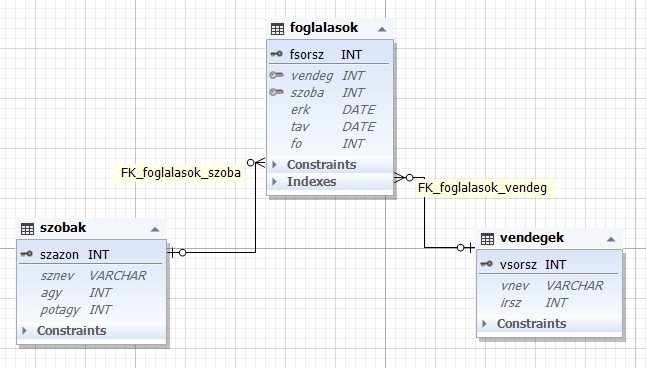 foglalasok
fsorsz INT
vendeg INT
szoba INT
erk DATE
tav DATE
fo INT
Constraints
Indexes
FK_foglalasok_szoba
FK_foglalasok_vendeg
szobak
szazon INT
sznev VARCHAR
agy INT
potagy INT
Constraints
vendegek
vsorsz INT
vnev VARCHAR
irsz INT
Constraints